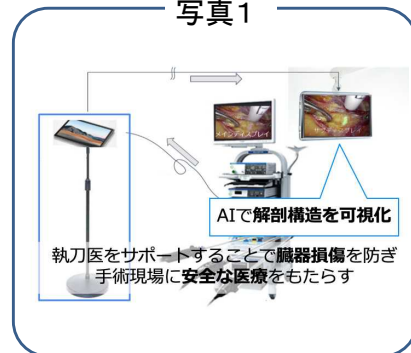 写真1
メインディスプレイ
サブディスプレイ
AIで解剖構造を可視化
執刀医をサポートすることで臓器損傷を防ぎ
手術現場に安全な医療をもたらす